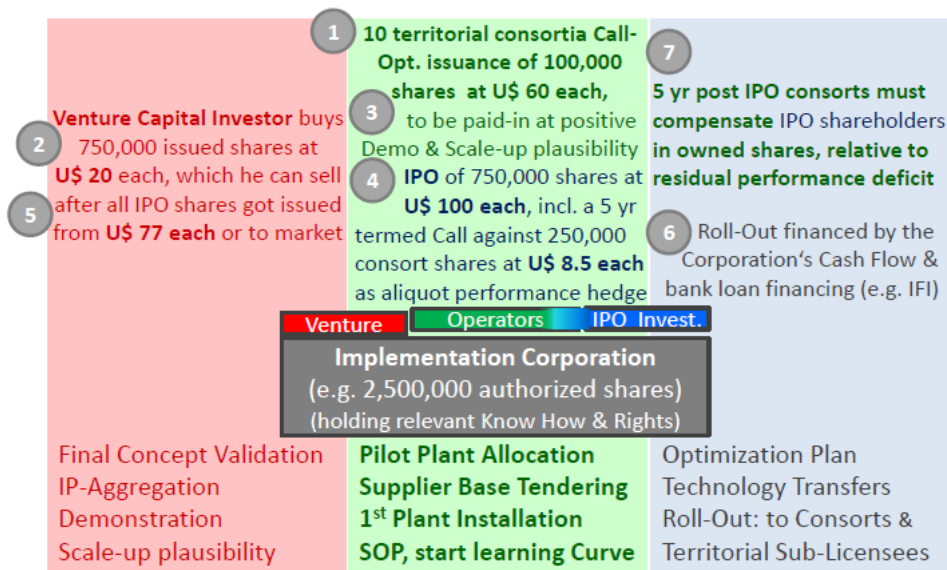 1
10 territorial consortia Call-
Opt. issuance of 100,000
shares at U$ 60 each,
3
to be paid-in at positive
Demo & Scale-up plausibility
4
IPO of 750,000 shares at
U$ 100 each, incl. a 5 yr
termed Call against 250,000
consort shares at U$ 8.5 each
as aliquot performance hedge
Venture Capital Investor buys
2
750,000 issued shares at
U$ 20 each, which he can sell
5
after all IPO shares got issued
from U$ 77 each or to market
7
5 yr post IPO consorts must
compensate IPO shareholders
in owned shares, relative to
residual performance deficit
6
Roll-Out financed by the
Corporation‘s Cash Flow &
bank loan financing (e.g. IFI)
Venture
Operators
IPO Invest.
Implementation Corporation
(e.g. 2,500,000 authorized shares)
(holding relevant Know How & Rights)
Final Concept Validation
IP-Aggregation
Demonstration
Scale-up plausibility
Pilot Plant Allocation
Supplier Base Tendering
1st Plant Installation
SOP, start learning Curve
Optimization Plan
Technology Transfers
Roll-Out: to Consorts &
Territorial Sub-Licensees